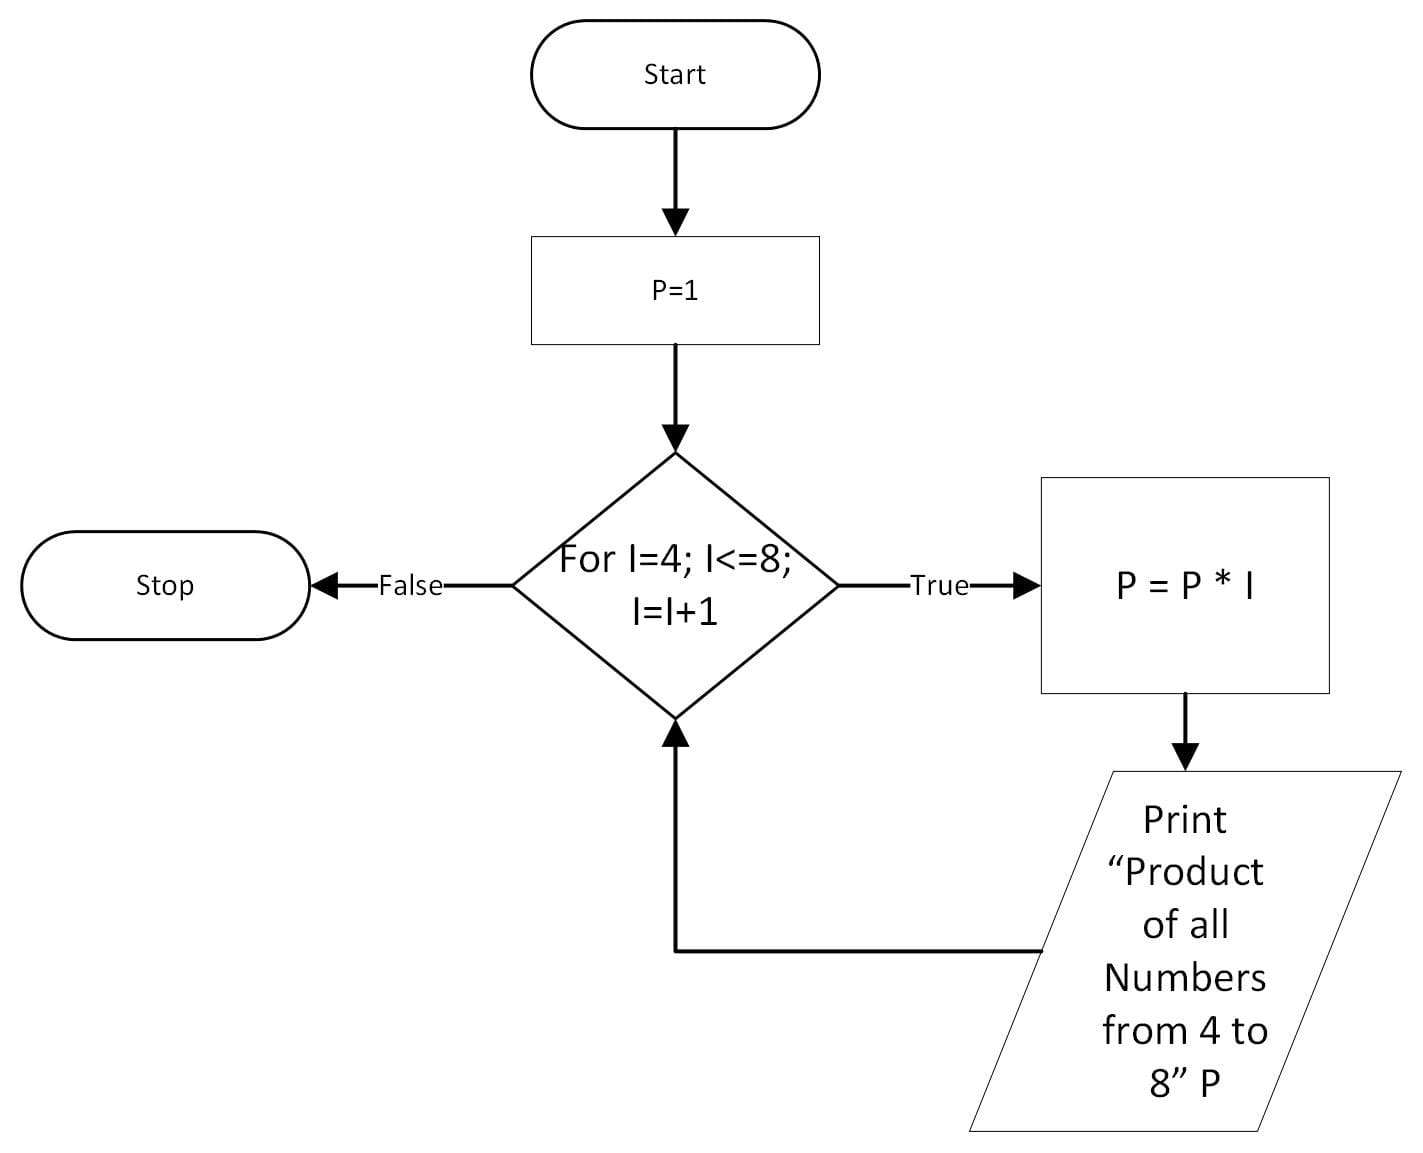 Start
P=1
For I=4; I<=8;
I=I+1
False
Stop
True
P = P * I
Print
“Product
of all
Numbers
from 4 to
8” P